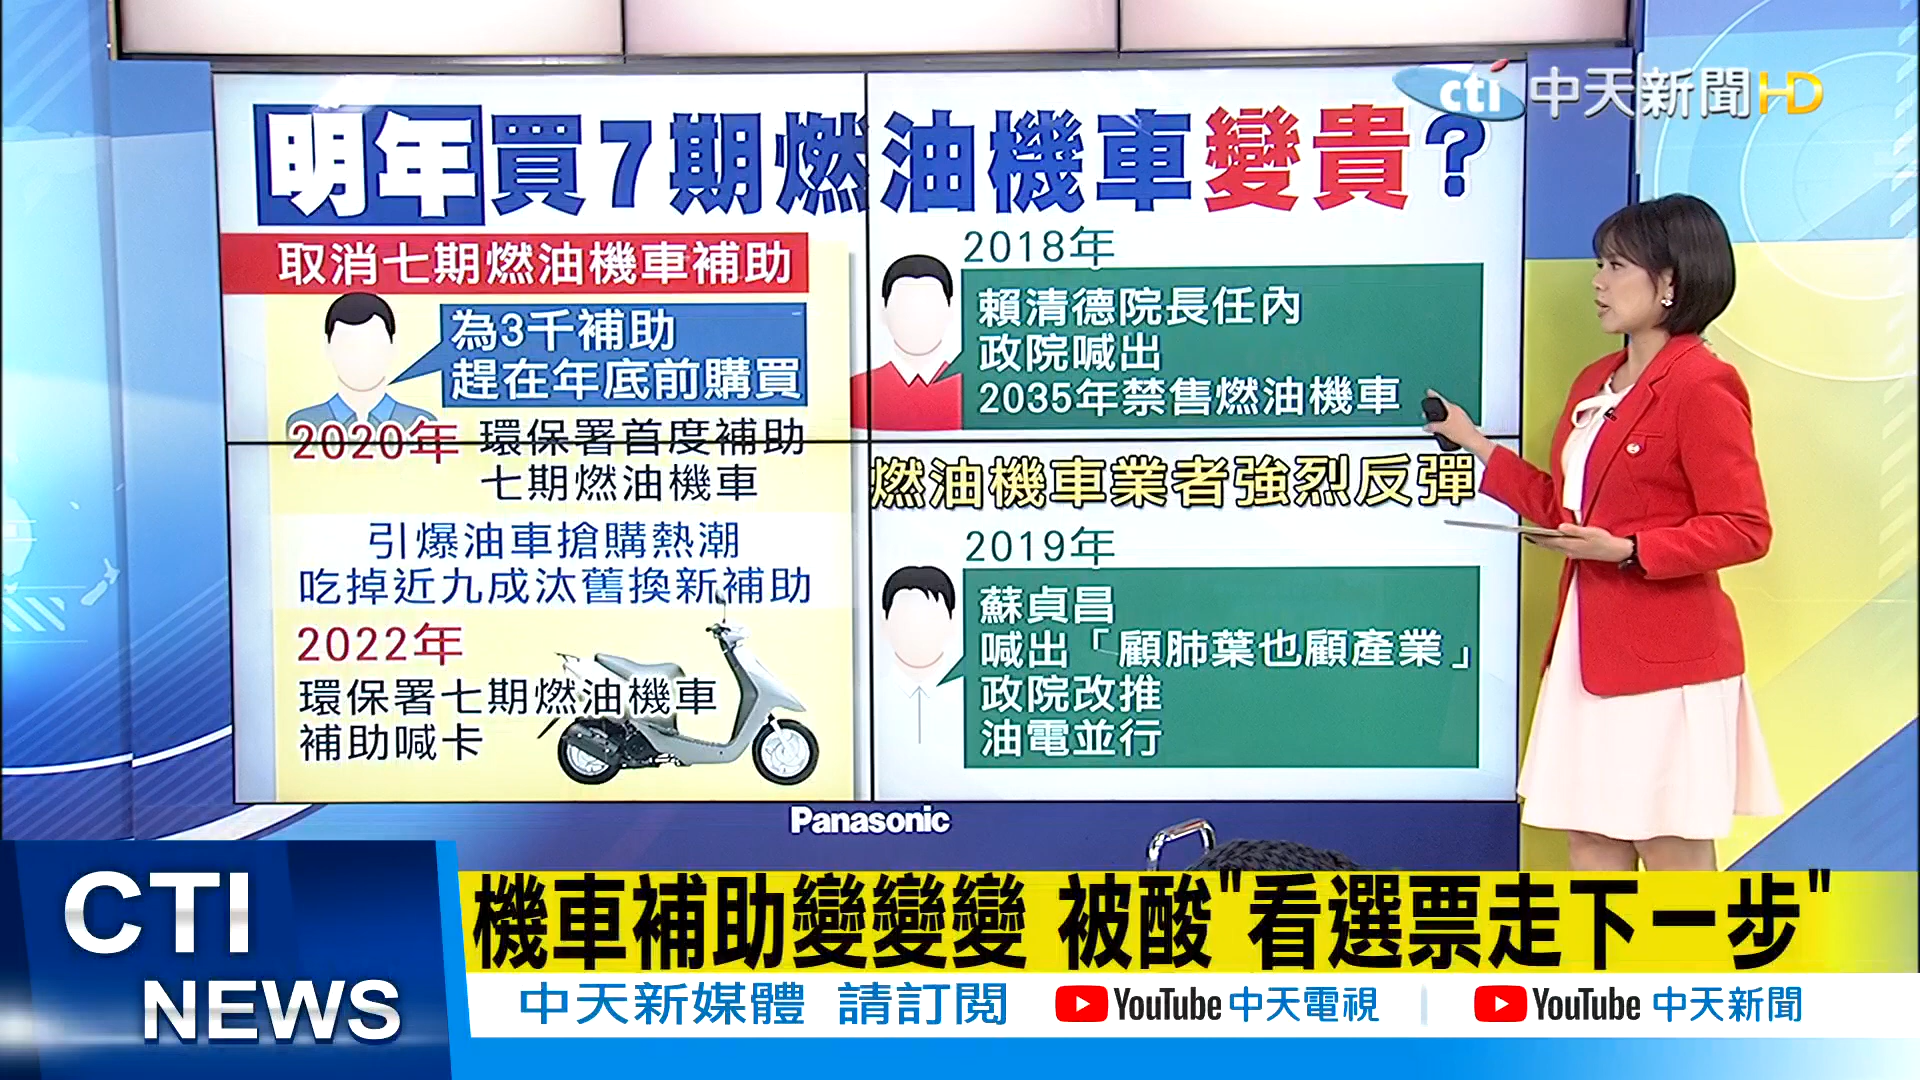 cti 中天新聞HD
明年買7期燃油機車變貴?
取消七期燃油機車補助
為3千補助
趕在年底前購買
2020年 環保署首度補助
七期燃油機車
引爆油車搶購熱潮
吃掉近九成汰舊換新補助
2022年
環保署七期燃油機車
補助喊卡
2018年
賴清德院長任內
政院喊出
2035年禁售燃油機車
燃油機車業者強烈反彈
2019年
蘇貞昌
喊出「顧肺葉也顧產業」
政院改推
油電並行
Panasonic
CTI
NEWS
機車補助變變變 被酸"看選票走下一步"
中天新媒體 請訂閱 YouTube 中天電視 | YouTube 中天新聞